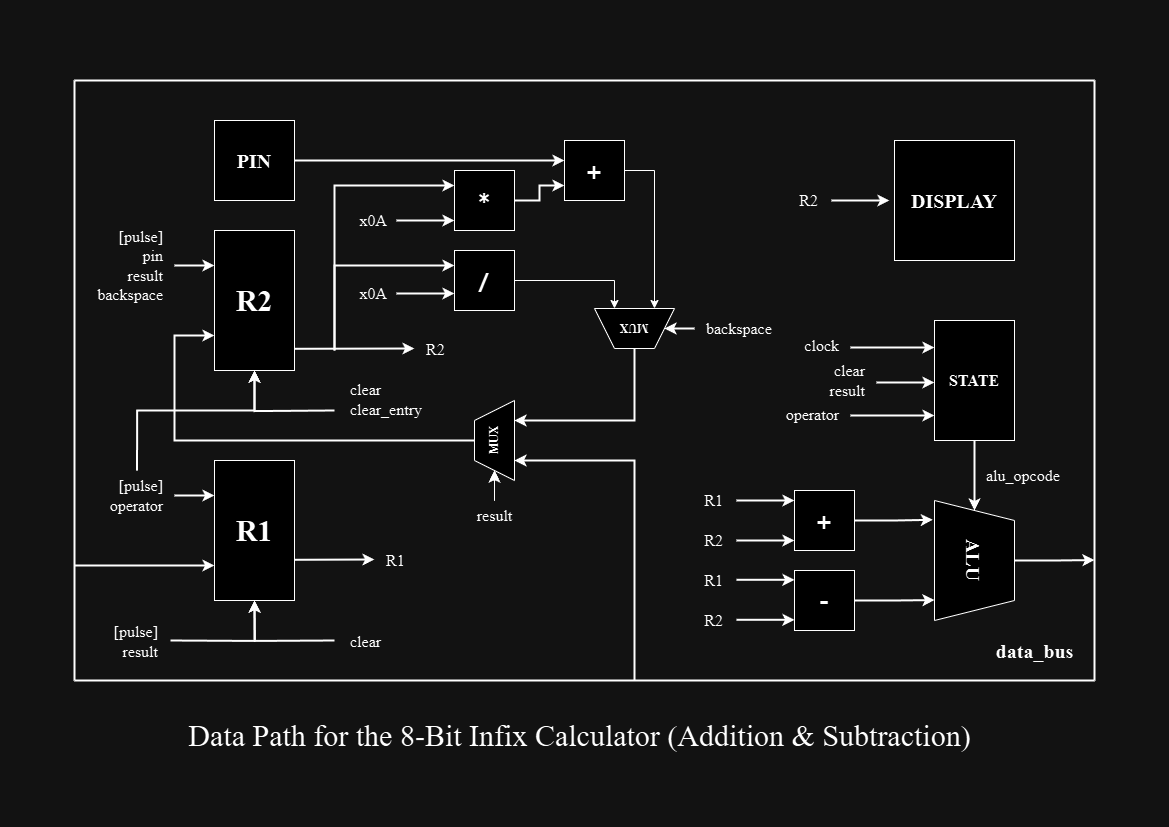 PIN
+
*
x0A
/
x0A
MUX
backspace
R2
DISPLAY
[pulse]
pin
result
backspace
R2
R2
clear
clear_entry
MUX
result
[pulse]
operator
R1
R1
[pulse]
result
clear
clock
clear
result
operator
STATE
alu_opcode
R1
R2
+
R1
R2
-
ALU
data_bus
Data Path for the 8-Bit Infix Calculator (Addition & Subtraction)